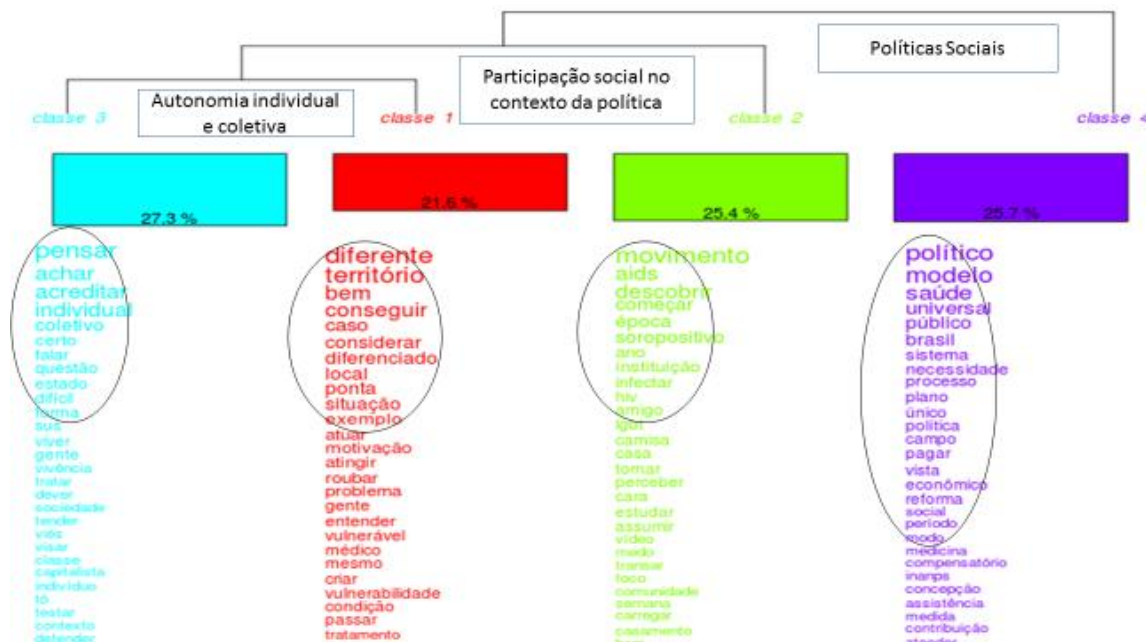 Políticas Sociais
Participação social no
contexto da política
Autonomia individual
e coletiva
classe 3
classe 1
classe 2
classe 4
27,3 %
21,6 %
25,4 %
25,7 %
pensar
achar
acreditar
individual
coletivo
certo
falar
questão
estado
difícil
forma
sus
viver
gente
vivência
tratar
dever
sociedade
tender
viés
visar
classe
capitalista
indivíduo
tô
testar
contexto
defender
diferente
território
bem
conseguir
caso
considerar
diferenciado
local
ponta
situação
exemplo
atuar
motivação
atingir
roubar
problema
gente
entender
vulnerável
médico
mesmo
criar
vulnerabilidade
condição
passar
tratamento
movimento
aids
descobrir
começar
época
soropositivo
ano
instituição
infectar
hiv
amigo
igor
camisa
casa
tomar
perceber
cara
estudar
assumir
vídeo
medo
transar
foco
comunidade
semana
carregar
casamento
político
modelo
saúde
universal
público
brasil
sistema
necessidade
processo
plano
único
política
campo
pagar
vista
econômico
reforma
social
período
modo
medicina
compensatório
inamps
concepção
assistência
medida
contribuição